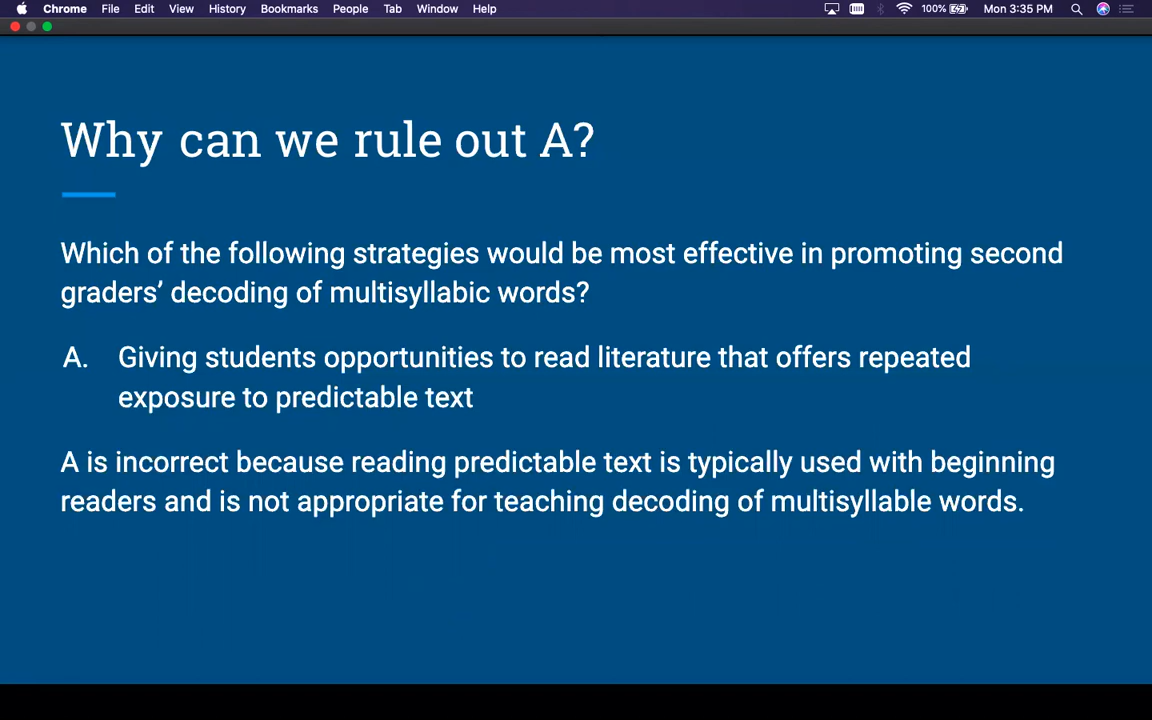 Chrome File Edit View History Bookmarks People Tab Window Help 100% Mon 3:35 PM
Why can we rule out A?
Which of the following strategies would be most effective in promoting second
graders’ decoding of multisyllabic words?
A. Giving students opportunities to read literature that offers repeated
exposure to predictable text
A is incorrect because reading predictable text is typically used with beginning
readers and is not appropriate for teaching decoding of multisyllable words.